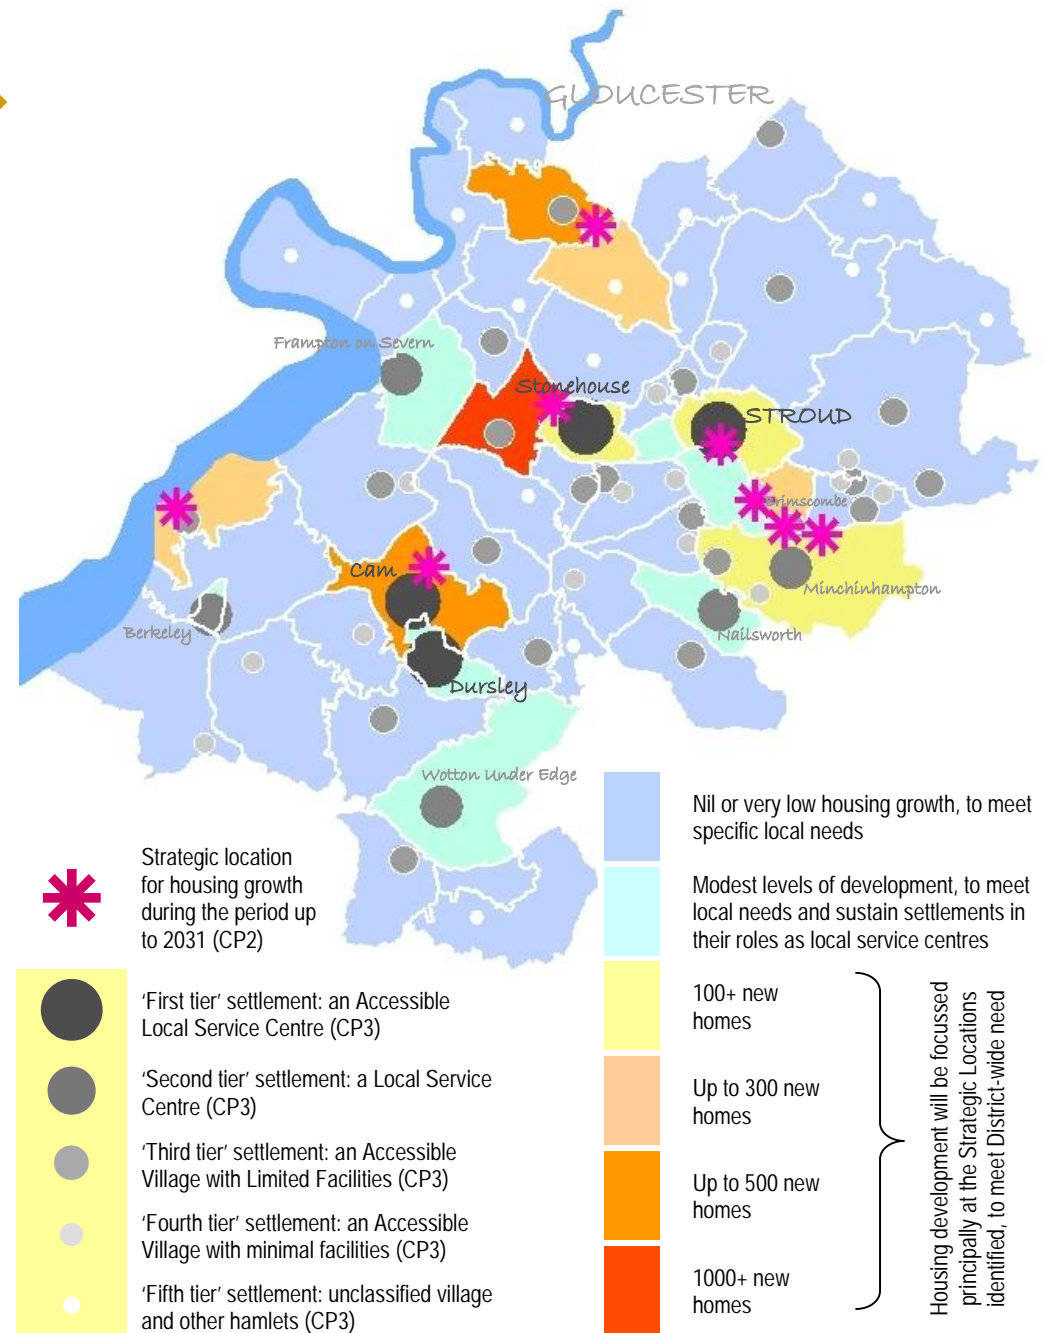 GLOUCESTER
Frampton on Severn
Stonehouse
STROUD
Brimscombe
Cam
Minchinhampton
Berkeley
Nailsworth
Dursley
Wotton Under Edge
Strategic location
for housing growth
during the period up
to 2031 (CP2)
‘First tier’ settlement: an Accessible
Local Service Centre (CP3)
‘Second tier’ settlement: a Local Service
Centre (CP3)
‘Third tier’ settlement: an Accessible
Village with Limited Facilities (CP3)
‘Fourth tier’ settlement: an Accessible
Village with minimal facilities (CP3)
‘Fifth tier’ settlement: unclassified village
and other hamlets (CP3)
Nil or very low housing growth, to meet
specific local needs
Modest levels of development, to meet
local needs and sustain settlements in
their roles as local service centres
100+ new
homes
Up to 300 new
homes
Up to 500 new
homes
1000+ new
homes
Housing development will be focussed
principally at the Strategic Locations
identified, to meet District-wide need